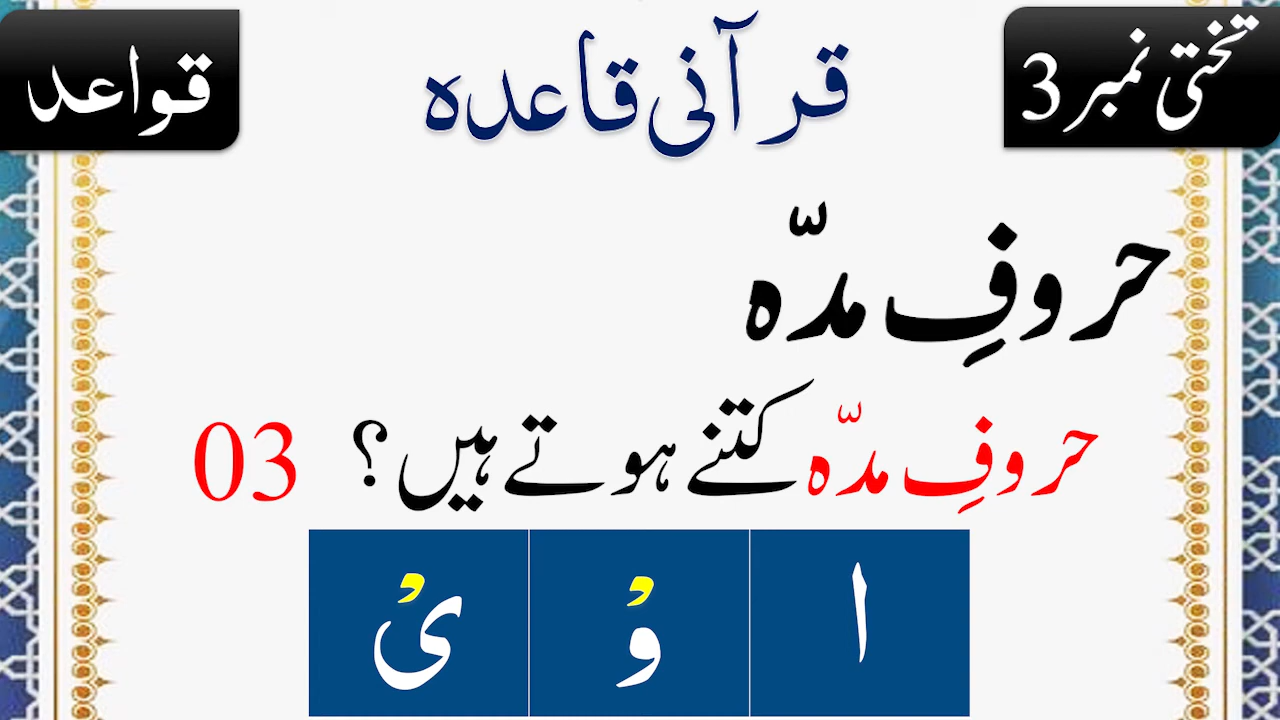 تختی نمبر 3
قرآنی قاعدہ
قواعد
حروفِ مدّہ
حروفِ مدّہ کتنے ہوتے ہیں؟ 03
ا وْ یْ